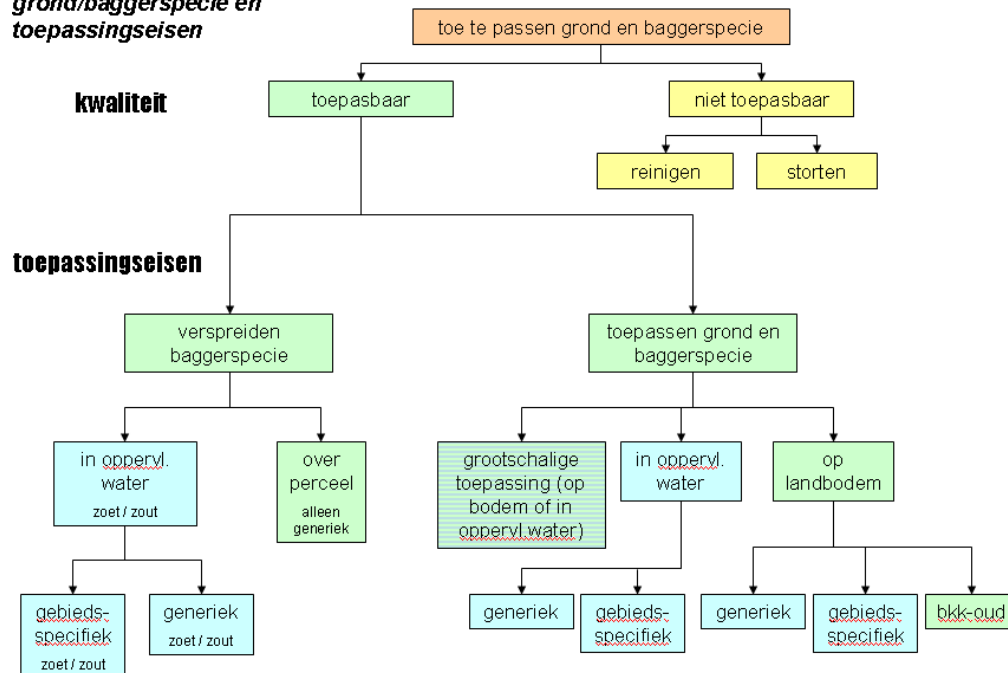 grond/baggerspecie en
toepassingseisen
toe te passen grond en baggerspecie
kwaliteit
toepasbaar
niet toepasbaar
reinigen
storten
toepassingseisen
verspreiden
baggerspecie
toepassen grond en
baggerspecie
in oppervl.
water
zoet / zout
over
perceel
alleen
generiek
grootschalige
toepassing (op
bodem of in
oppervl.water)
in oppervl.
water
op
landbodem
gebieds-
specifiek
zoet / zout
generiek
zoet / zout
generiek
gebieds-
specifiek
generiek
gebieds-
specifiek
bkk-oud